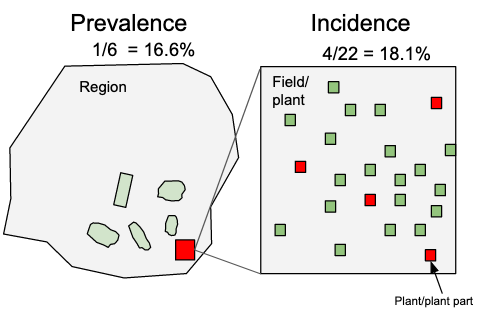 Prevalence
1/6 = 16.6%
Region
Incidence
4/22 = 18.1%
Field/
plant
Plant/plant part